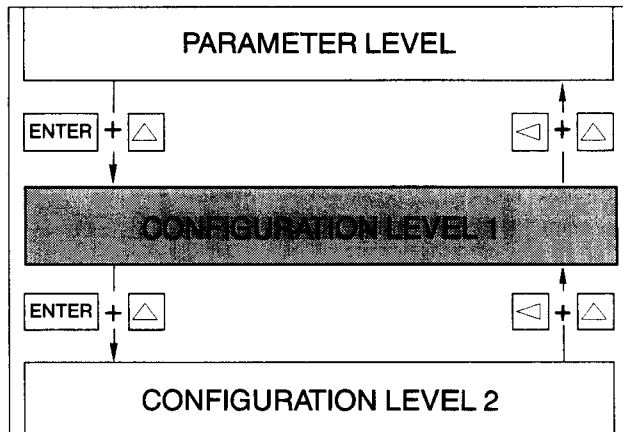 PARAMETER LEVEL
ENTER + + 
CONFIGURATION LEVEL 1
ENTER + +
CONFIGURATION LEVEL 2